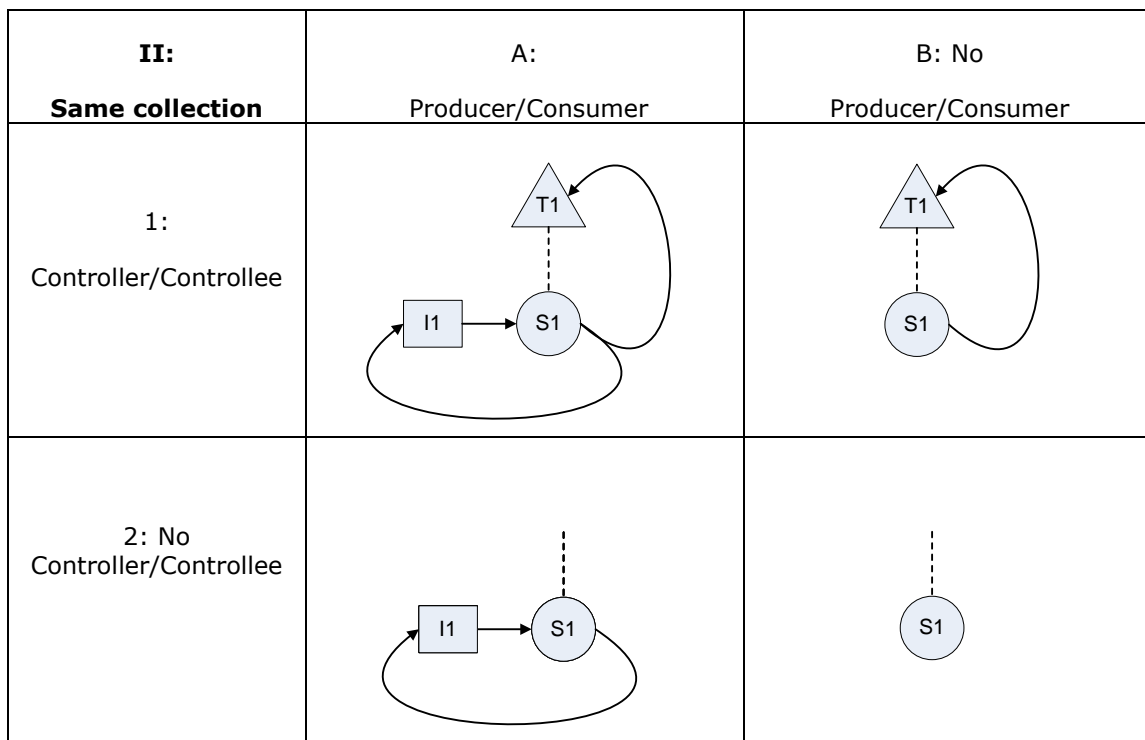 II:
Same collection
A:
Producer/Consumer
B: No
Producer/Consumer
1:
Controller/Controllee
T1
I1
S1
T1
S1
2: No
Controller/Controllee
I1
S1
S1